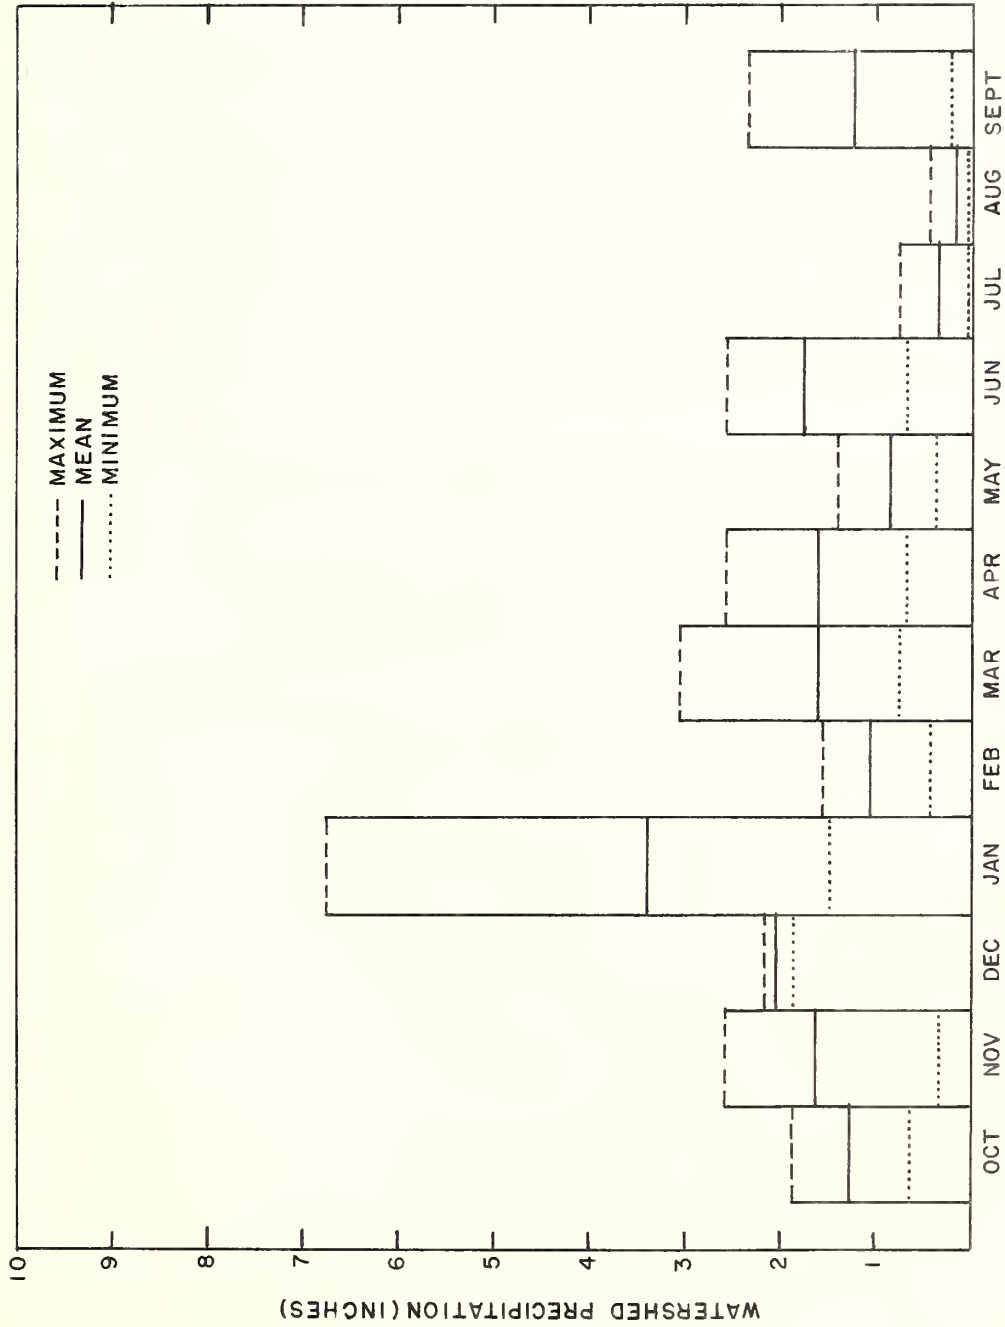 WATERSHED PRECIPITATION (INCHES)
10
9
8
7
6
5
4
3
2
1
MAXIMUM
MEAN
MINIMUM
OCT NOV DEC JAN FEB MAR APR MAY JUN JUL AUG SEPT